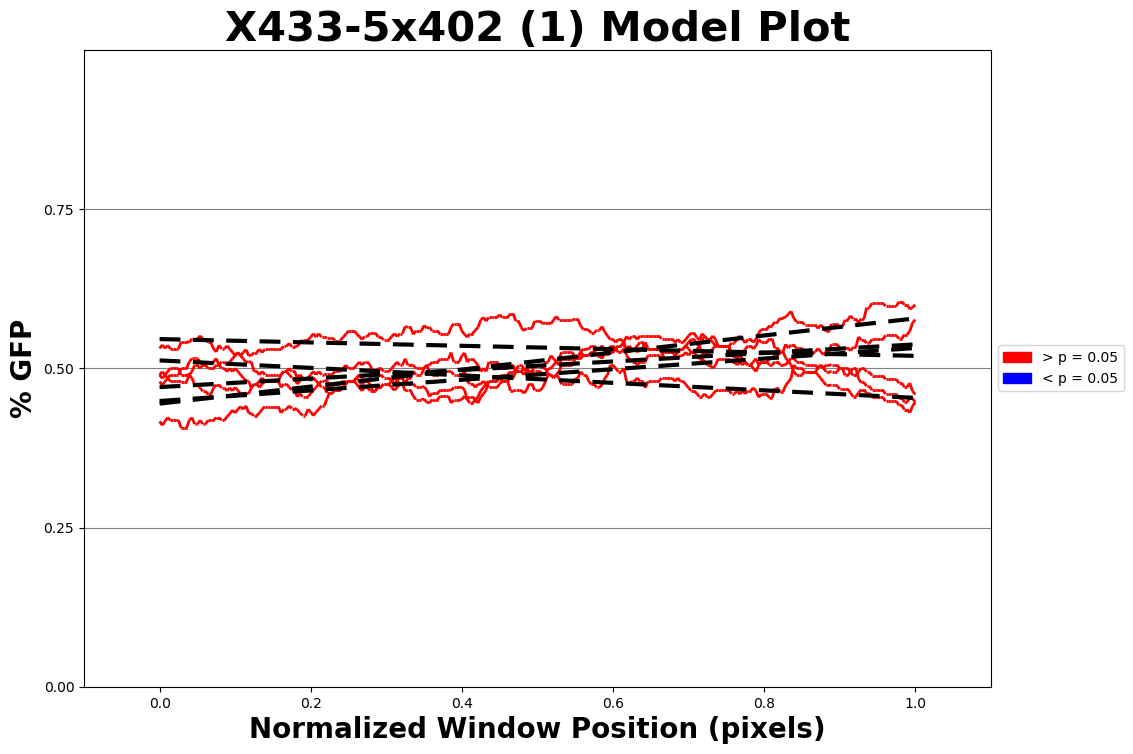 X433-5x402 (1) Model Plot
% GFP
0.75
0.50
0.25
0.00
0.0 0.2 0.4 0.6 0.8 1.0
Normalized Window Position (pixels)
> p = 0.05
< p = 0.05